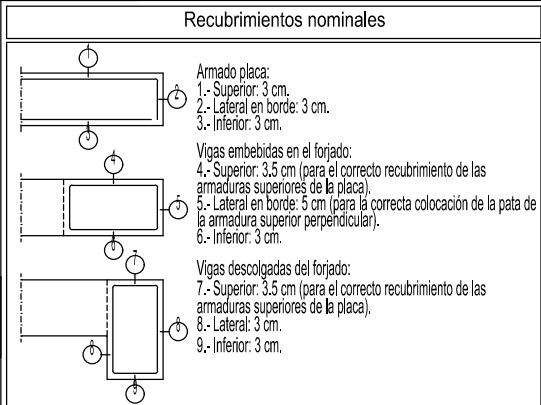 Recubrimientos nominales
1
2
3
Armado placa:
1.- Superior: 3 cm.
2.- Lateral en borde: 3 cm.
3.- Inferior: 3 cm.
4
5
6
Vigas embebidas en el forjado:
4.- Superior: 3.5 cm (para el correcto recubrimiento de las
armaduras superiores de la placa).
5.- Lateral en borde: 5 cm (para la correcta colocación de la pata de
la armadura superior perpendicular).
6.- Inferior: 3 cm.
7
8
8
9
Vigas descolgadas del forjado:
7.- Superior: 3.5 cm (para el correcto recubrimiento de las
armaduras superiores de la placa).
8.- Lateral: 3 cm.
9.- Inferior: 3 cm.